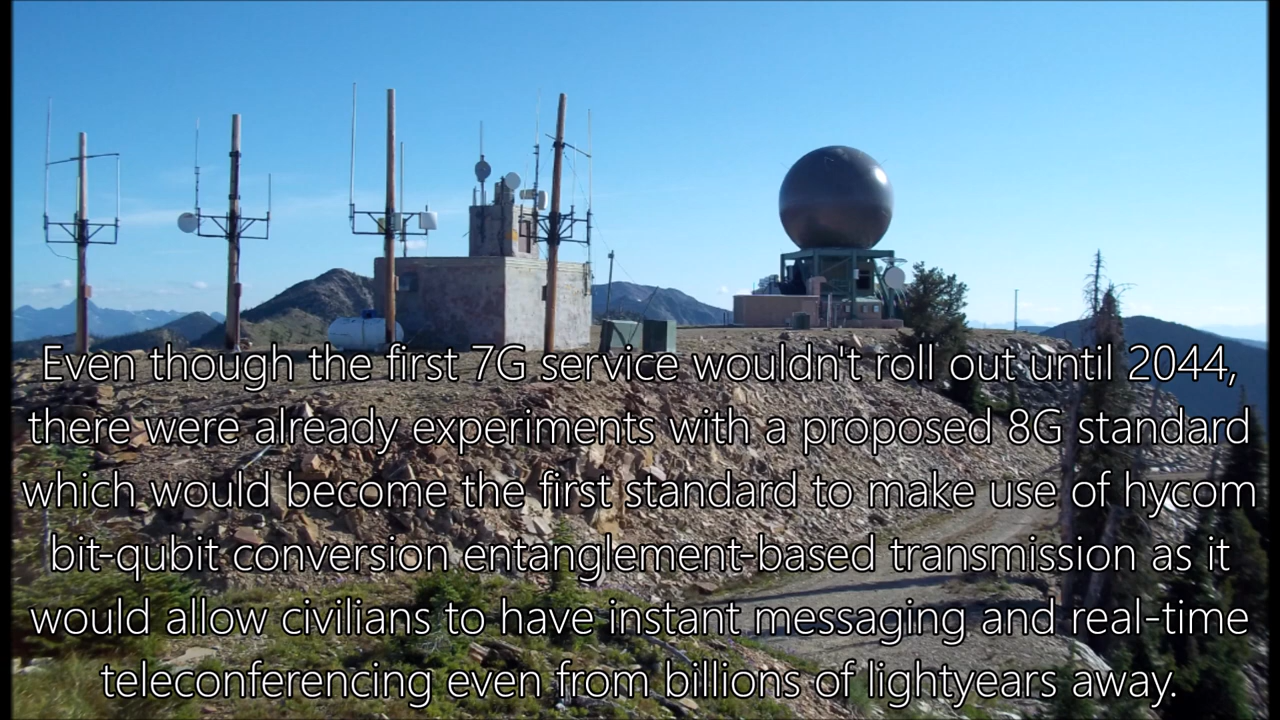 Even though the first 7G service wouldn't roll out until 2044,
there were already experiments with a proposed 8G standard
which would become the first standard to make use of hycom
bit-qubit conversion entanglement-based transmission as it
would allow civilians to have instant messaging and real-time
teleconferencing even from billions of lightyears away.